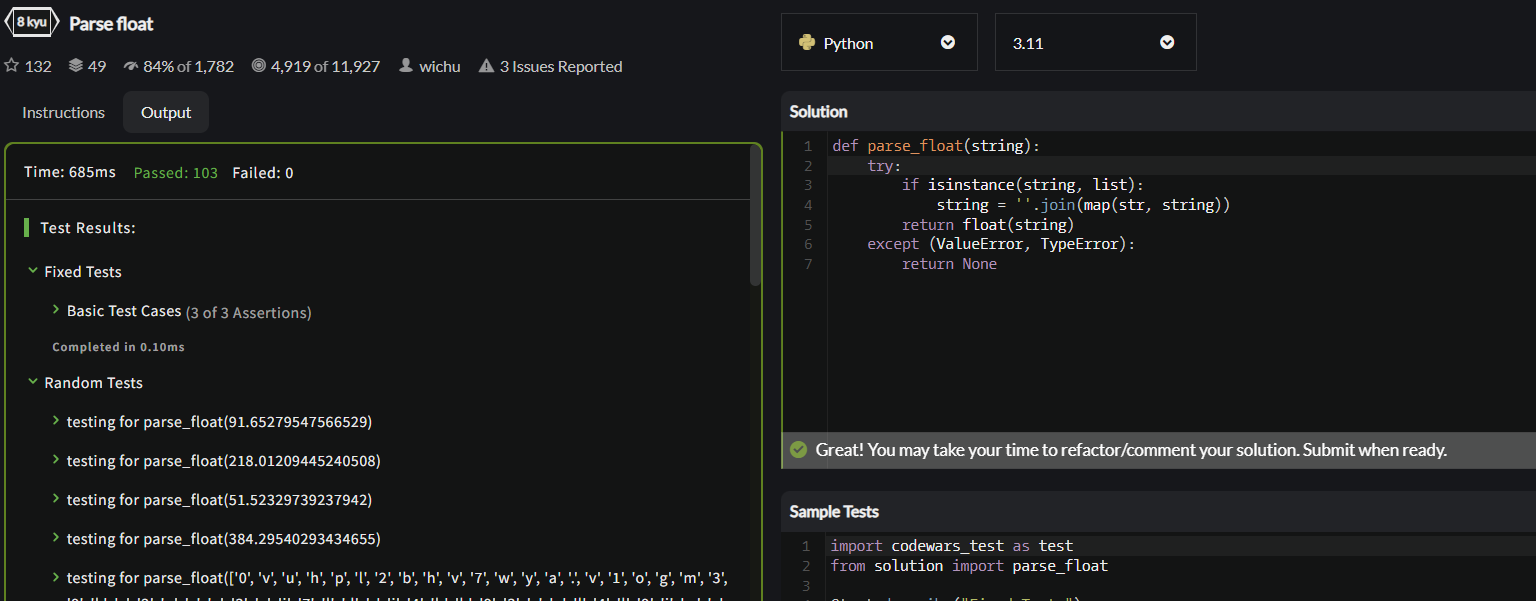 8 kyu Parse float
132 49 84% of 1,782 4,919 of 11,927 wichu 3 Issues Reported
Instructions Output
Time: 685ms Passed: 103 Failed: 0
Test Results:
Fixed Tests
Basic Test Cases (3 of 3 Assertions)
Completed in 0.10ms
Random Tests
testing for parse_float(91.65279547566529)
testing for parse_float(218.01209445240508)
testing for parse_float(51.52329739237942)
testing for parse_float(384.29540293434655)
testing for parse_float(['0', 'v', 'u', 'h', 'p', 'l', '2', 'b', 'h', 'v', '7', 'w', 'y', 'a', '.', 'v', '1', 'o', 'g', 'm', '3',
Python 3.11
Solution
1 def parse_float(string):
2 try:
3 if isinstance(string, list):
4 string = ''.join(map(str, string))
5 return float(string)
6 except (ValueError, TypeError):
7 return None
Great! You may take your time to refactor/comment your solution. Submit when ready.
Sample Tests
1 import codewars_test as test
2 from solution import parse_float
3